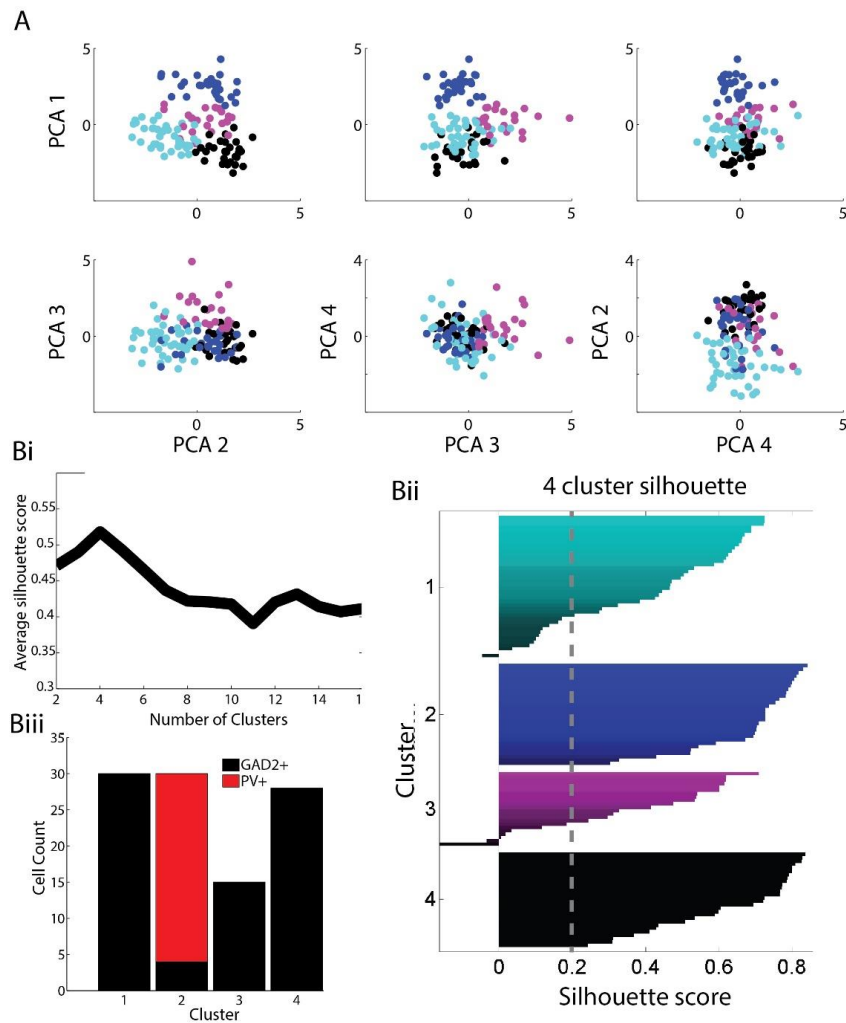 A
5
0
PCA 1
0
5
5
0
0
5
5
0
0
5
5
0
PCA 3
0
5
PCA 2
4
0
-4
PCA 4
0
5
PCA 3
4
0
-4
PCA 2
0
5
PCA 4
Bi
0.55
0.5
0.45
0.4
0.35
0.3
Average silhouette score
2 4 6 8 10 12 14 1
Number of Clusters
Bii
4 cluster silhouette
1
2
3
4
Cluster
0 0.2 0.4 0.6 0.8
Silhouette score
Biii
35
30
25
20
15
10
5
0
Cell Count
GAD2+
PV+
1 2 3 4
Cluster